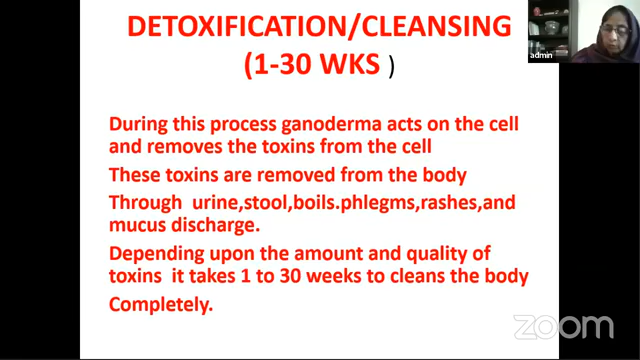 DETOXIFICATION/CLEANSING
(1-30 WKS )
admin
During this process ganoderma acts on the cell
and removes the toxins from the cell
These toxins are removed from the body
Through urine,stool,boils.phlegms,rashes,and
mucus discharge.
Depending upon the amount and quality of
toxins it takes 1 to 30 weeks to cleans the body
Completely.
zoom